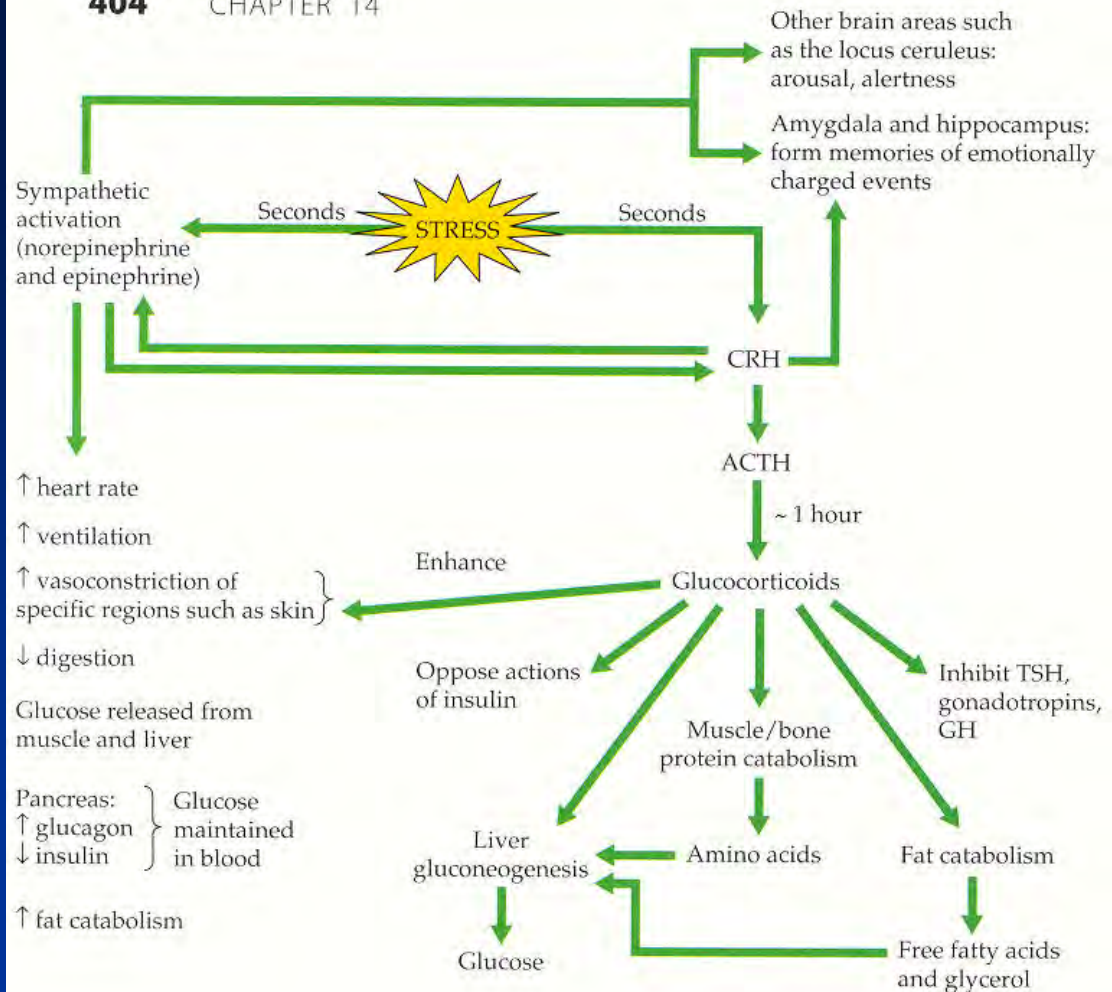 404 CHAPTER 14
Other brain areas such
as the locus ceruleus:
arousal, alertness
Amygdala and hippocampus:
form memories of emotionally
charged events
Sympathetic
activation
(norepinephrine
and epinephrine)
Seconds
STRESS
Seconds
CRH
ACTH
~ 1 hour
Glucocorticoids
Enhance
↑ heart rate
↑ ventilation
↑ vasoconstriction of
specific regions such as skin
↓ digestion
Glucose released from
muscle and liver
Pancreas:
↑ glucagon
↓ insulin
Glucose
maintained
in blood
↑ fat catabolism
Oppose actions
of insulin
Muscle/bone
protein catabolism
Inhibit TSH,
gonadotropins,
GH
Liver
gluconeogenesis
Amino acids
Fat catabolism
Glucose
Free fatty acids
and glycerol